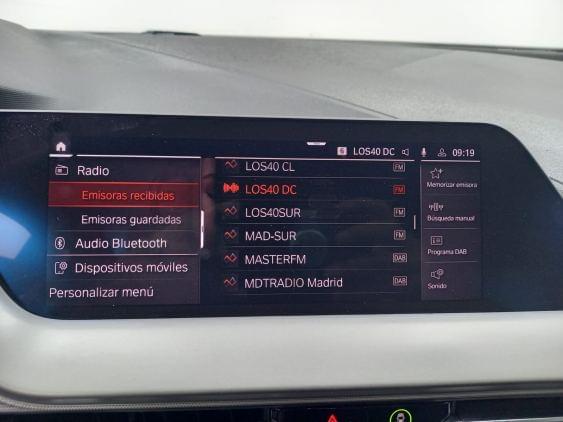 6 LOS40 DC 09:19
Radio
Emisoras recibidas
Emisoras guardadas
Audio Bluetooth
Dispositivos móviles
Personalizar menú
LOS40 CL FM
LOS40 DC FM
LOS40SUR FM
MAD-SUR FM
MASTERFM DAB
MDTRADIO Madrid DAB
Memorizar emisora
Búsqueda manual
Programa DAB
Sonido